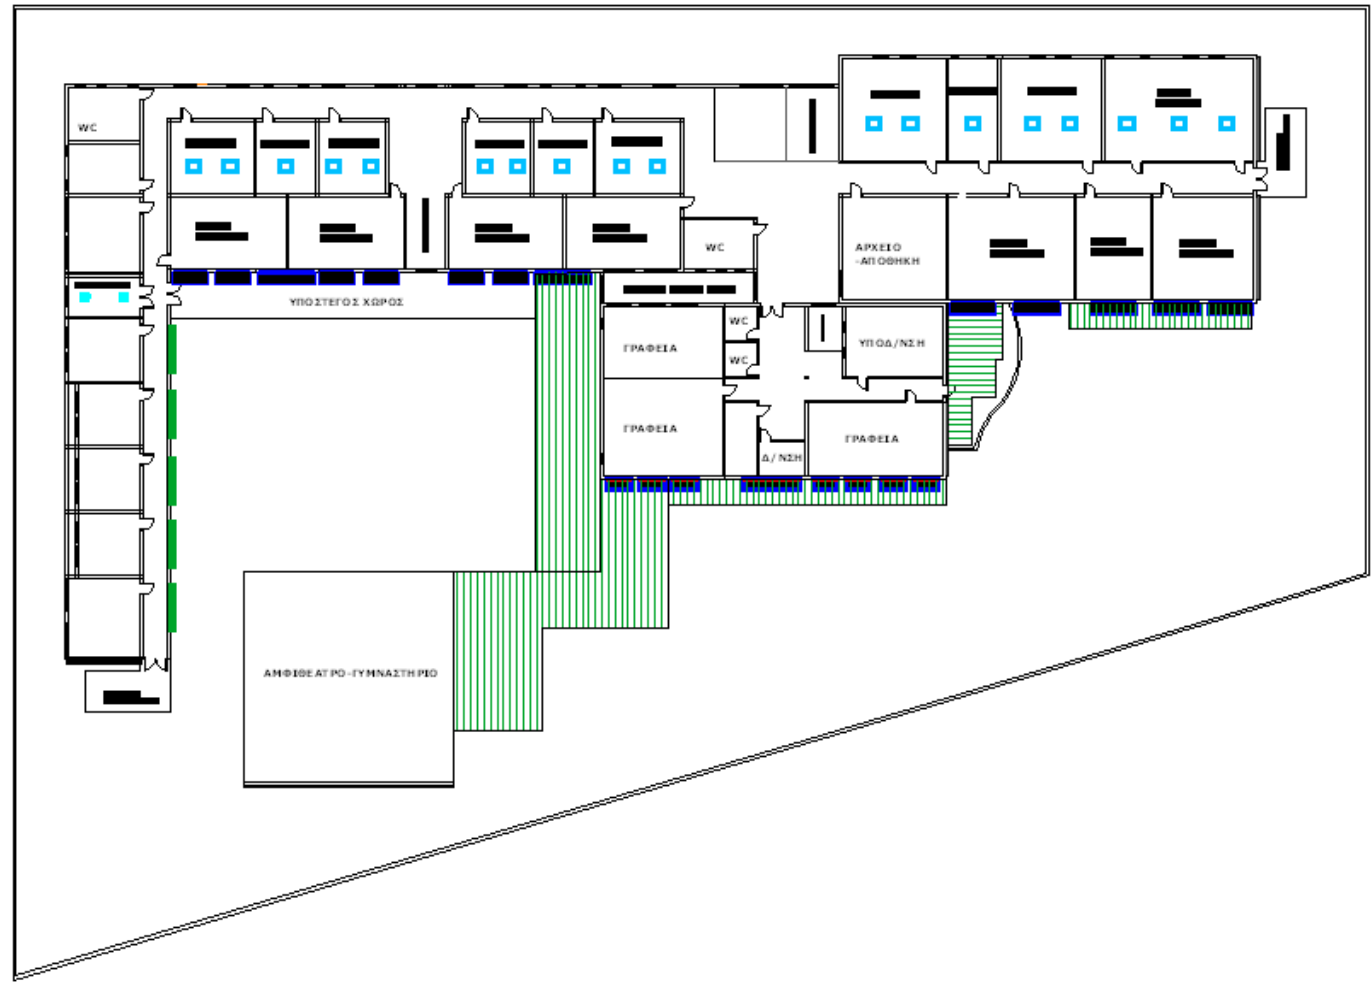 WC
ΑΡΧΕΙΟ
-ΑΠΟΘΗΚΗ
WC
ΥΠΟΣΤΕΓΟΣ ΧΩΡΟΣ
WC
ΓΡΑΦΕΙΑ
ΥΠΟΔ/ΝΣΗ
WC
ΓΡΑΦΕΙΑ
ΓΡΑΦΕΙΑ
Δ/ ΝΣΗ
ΑΜΦΙΘΕΑΤΡΟ-ΓΥΜΝΑΣΤΗΡΙΟ